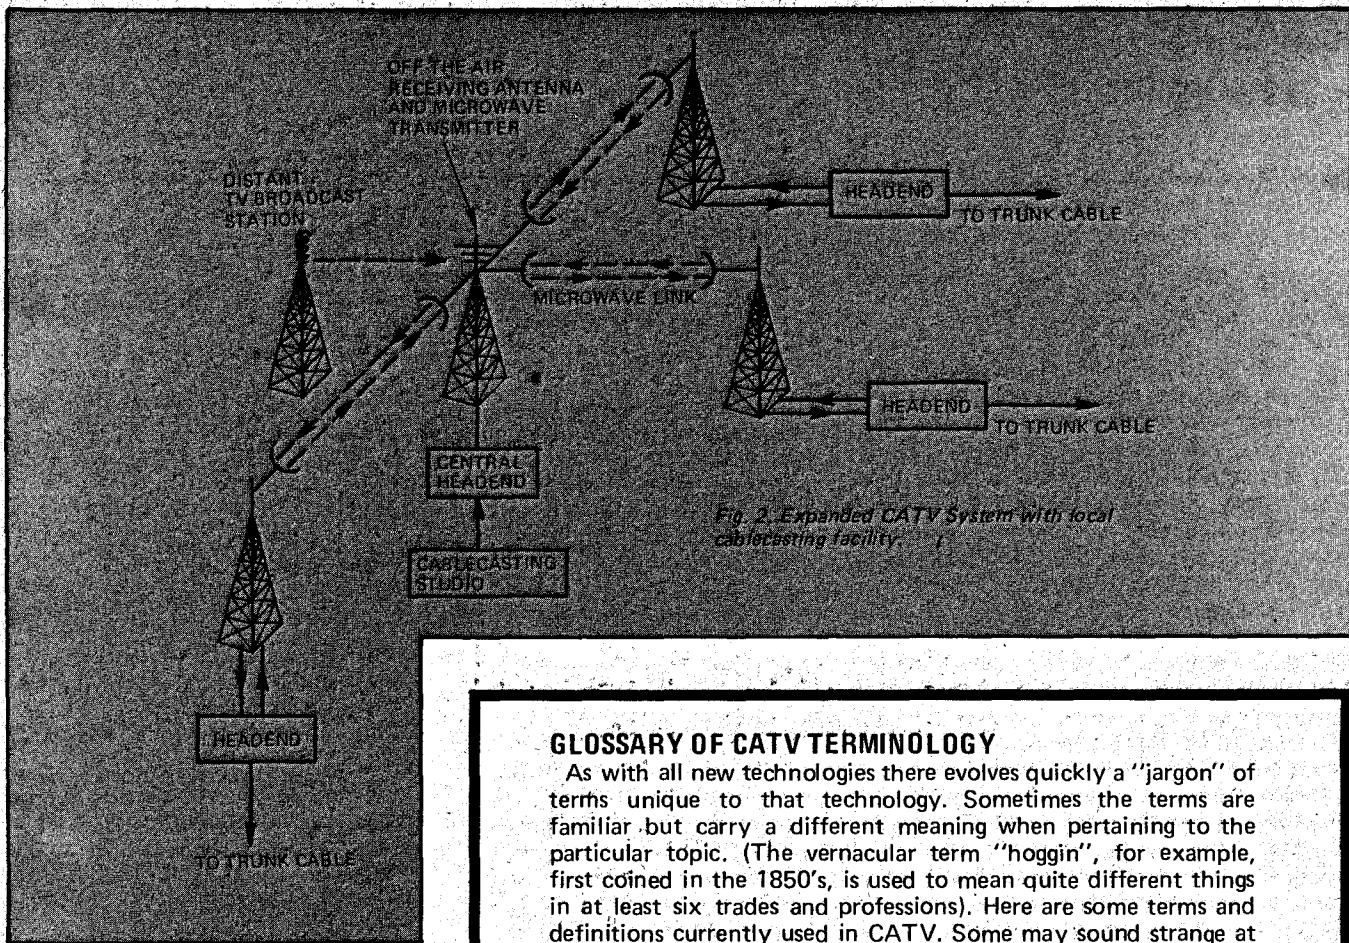 OFF THE AIR
RECEIVING ANTENNA
AND MICROWAVE
TRANSMITTER
DISTANT
TV BROADCAST
STATION
HEADEND
TO TRUNK CABLE
MICROWAVE LINK
HEADEND
TO TRUNK CABLE
CENTRAL
HEADEND
Fig. 2. Expanded CATV System with local
cablecasting facility.
CABLECASTING
STUDIO
HEADEND
TO TRUNK CABLE
GLOSSARY OF CATV TERMINOLOGY
As with all new technologies there evolves quickly a "jargon" of
terms unique to that technology. Sometimes the terms are
familiar but carry a different meaning when pertaining to the
particular topic. (The vernacular term "hoggin", for example,
first coined in the 1850's, is used to mean quite different things
in at least six trades and professions). Here are some terms and
definitions currently used in CATV. Some may sound strange at